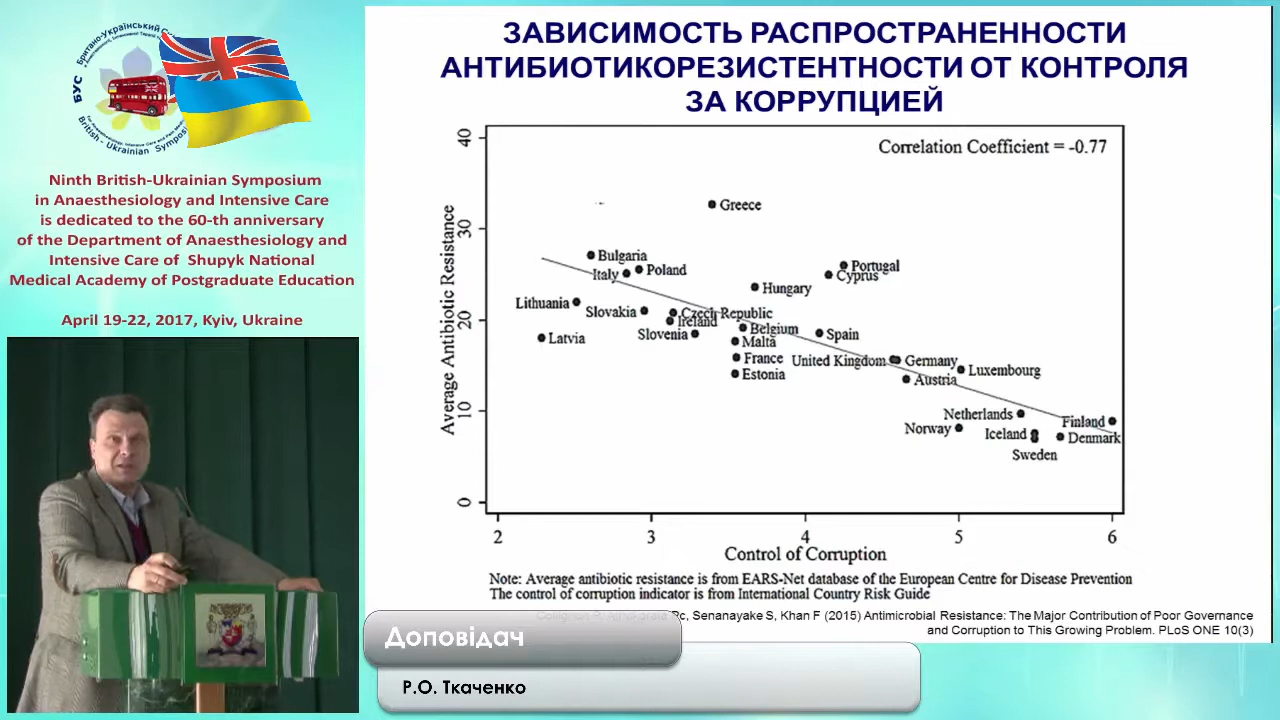 Британо-Український
БУС
British - Ukrainian Symposium
Ninth British-Ukrainian Symposium
in Anaesthesiology and Intensive Care
is dedicated to the 60-th anniversary
of the Department of Anaesthesiology and
Intensive Care of Shupyk National
Medical Academy of Postgraduate Education
April 19-22, 2017, Kyiv, Ukraine
ЗАВИСИМОСТЬ РАСПРОСТРАНЕННОСТИ
АНТИБИОТИКОРЕЗИСТЕНТНОСТИ ОТ КОНТРОЛЯ
ЗА КОРРУПЦИЕЙ
Correlation Coefficient = -0.77
Average Antibiotic Resistance
40
30
20
10
0
Greece
Bulgaria
Italy
Poland
Portugal
Cyprus
Hungary
Lithuania
Slovakia
Czech Republic
Ireland
Slovenia
Belgium
Latvia
Malta
Spain
France
United Kingdom
Germany
Estonia
Luxembourg
Austria
Netherlands
Finland
Norway
Iceland
Denmark
Sweden
2 3 4 5 6
Control of Corruption
Note: Average antibiotic resistance is from EARS-Net database of the European Centre for Disease Prevention
The control of corruption indicator is from International Country Risk Guide
Senanayake S, Khan F (2015) Antimicrobial Resistance: The Major Contribution of Poor Governance
and Corruption to This Growing Problem. PLoS ONE 10(3)
Доповідач
Р.О. Ткаченко